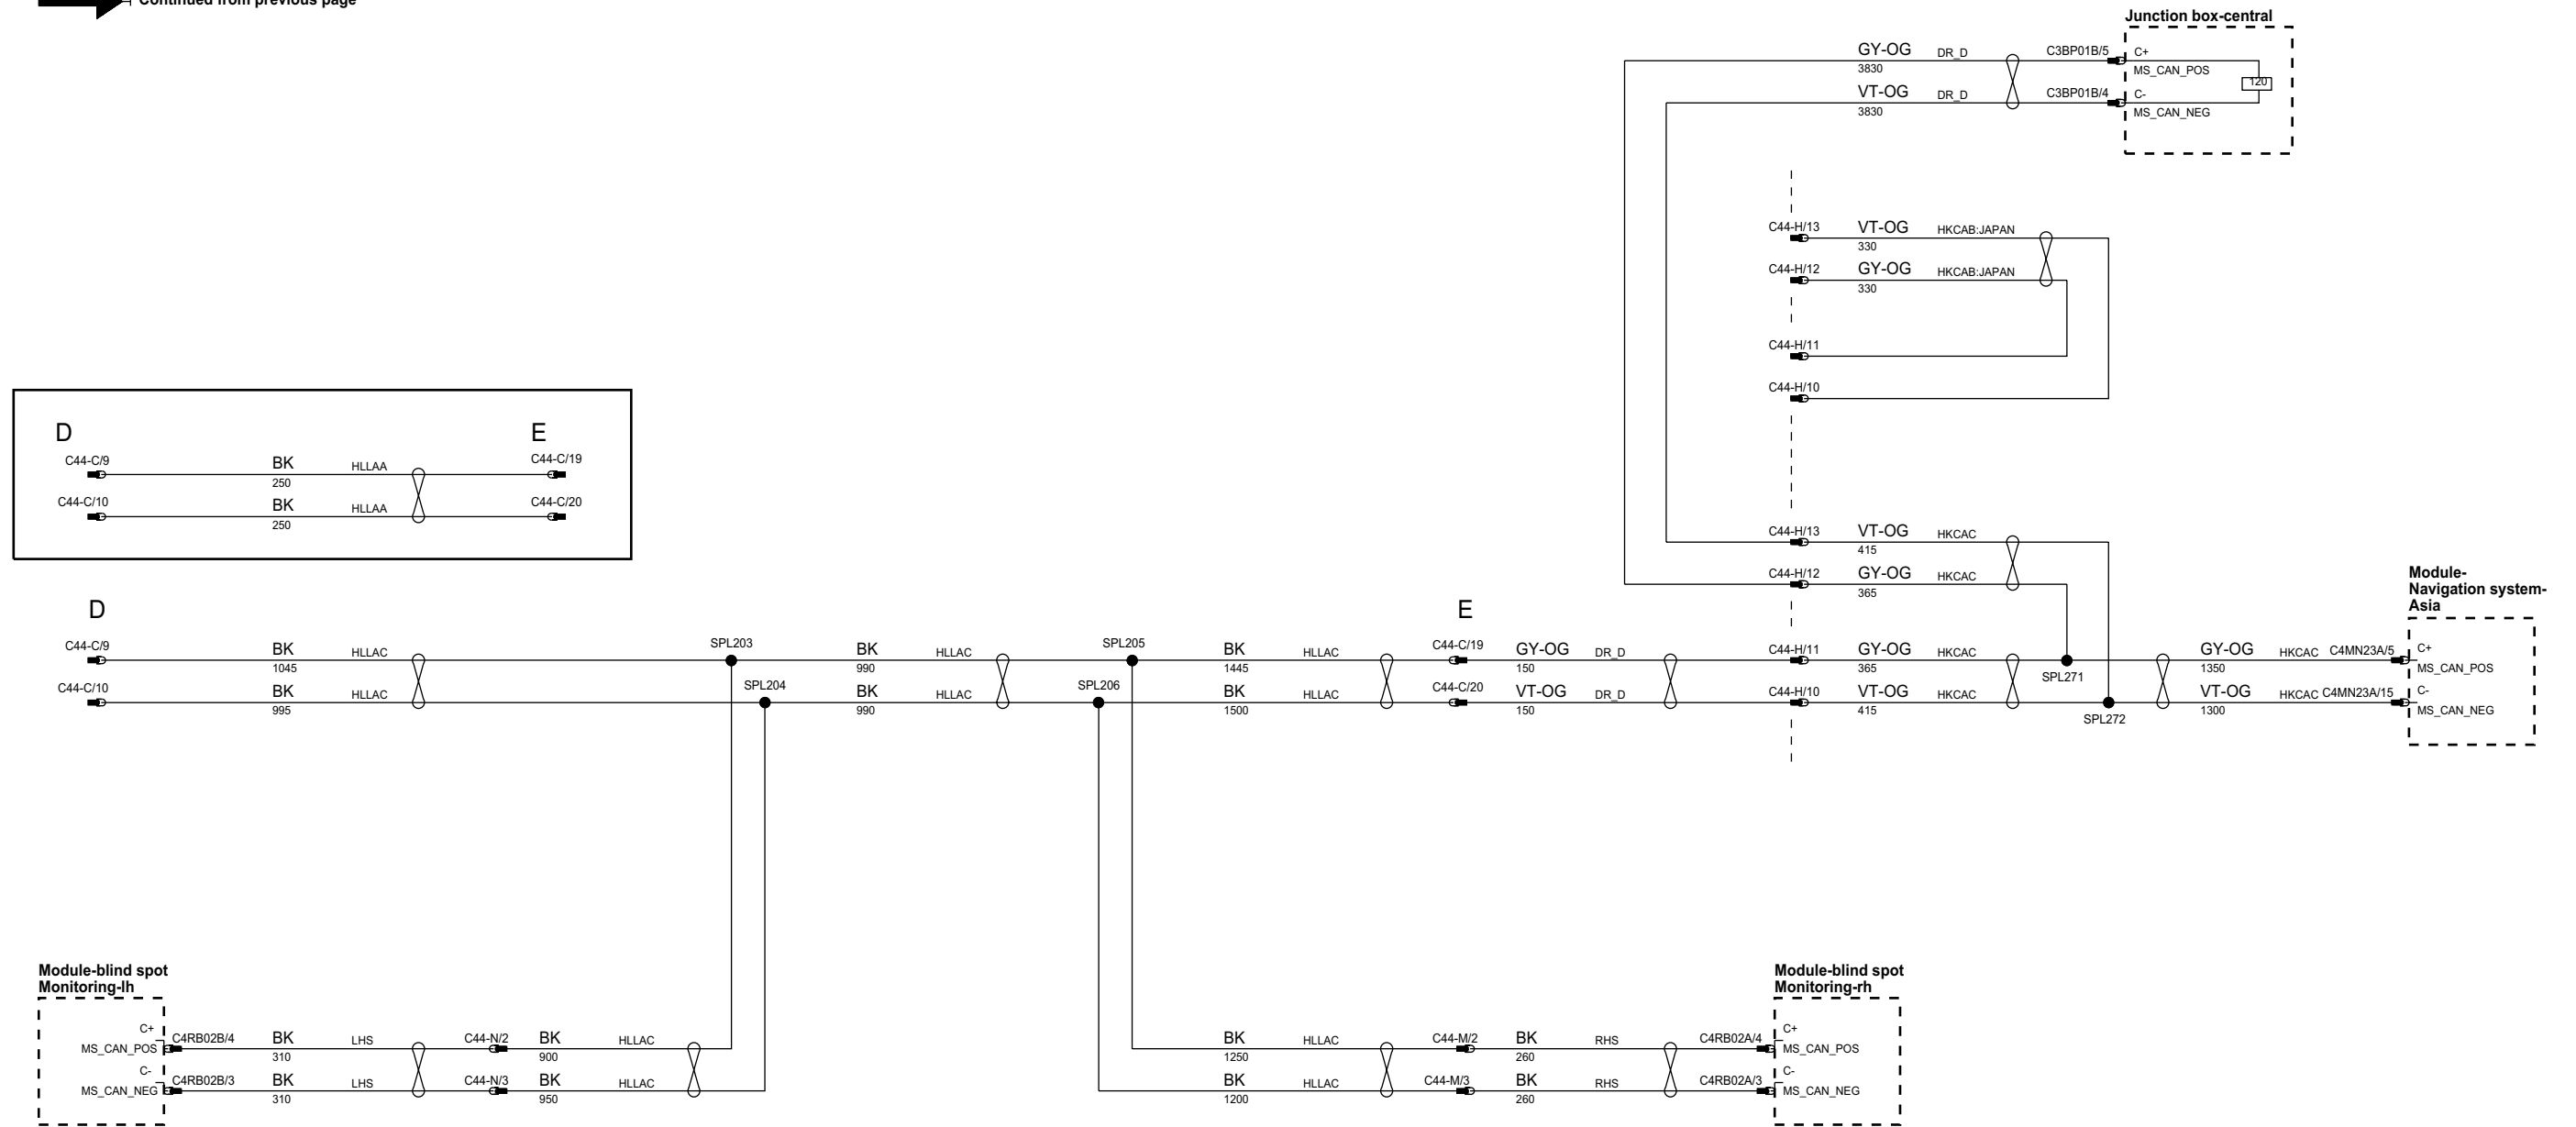 Continued from previous page
Junction box-central
GY-OG DR_D C3BP01B/5 C+
3830 MS_CAN_POS
120
VT-OG DR_D C3BP01B/4 C-
3830 MS_CAN_NEG
C44-H/13 VT-OG HKCAB:JAPAN
330
C44-H/12 GY-OG HKCAB:JAPAN
330
C44-H/11
C44-H/10
D E
C44-C/9 BK HLLAA C44-C/19
250
C44-C/10 BK HLLAA C44-C/20
250
C44-H/13 VT-OG HKCAC
415
C44-H/12 GY-OG HKCAC
365
Module-
Navigation system-
Asia
D E
C44-C/9 BK HLLAC SPL203 BK HLLAC SPL205 BK HLLAC C44-C/19 GY-OG DR_D C44-H/11 GY-OG HKCAC GY-OG HKCAC C4MN23A/5 C+
1045 990 1445 150 365 SPL271 1350 MS_CAN_POS
C44-C/10 BK HLLAC SPL204 BK HLLAC SPL206 BK HLLAC C44-C/20 VT-OG DR_D C44-H/10 VT-OG HKCAC VT-OG HKCAC C4MN23A/15 C-
995 990 1500 150 415 SPL272 1300 MS_CAN_NEG
Module-blind spot
Monitoring-lh
C+
MS_CAN_POS C4RB02B/4 BK LHS C44-N/2 BK HLLAC
310 900
C-
MS_CAN_NEG C4RB02B/3 BK LHS C44-N/3 BK HLLAC
310 950
Module-blind spot
Monitoring-rh
BK HLLAC C44-M/2 BK RHS C4RB02A/4 C+
1250 260 MS_CAN_POS
BK HLLAC C44-M/3 BK RHS C4RB02A/3 C-
1200 260 MS_CAN_NEG